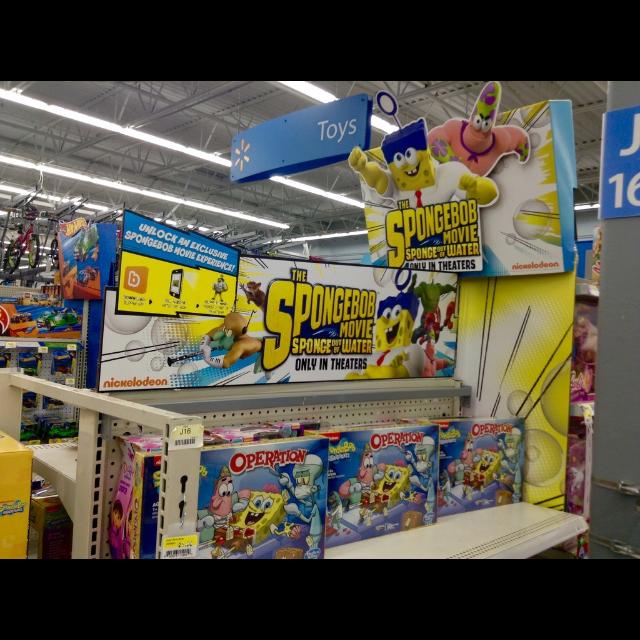 Toys
J
16
THE
SPONGEBOB
MOVIE
SPONGE OUT OF WATER
ONLY IN THEATERS
nickelodeon
UNLOCK AN EXCLUSIVE
SPONGEBOB MOVIE EXPERIENCE!
THE
SPONGEBOB
MOVIE
SPONGE OUT OF WATER
ONLY IN THEATERS
nickelodeon
J16
OPERATION
OPERATION
OPERATION